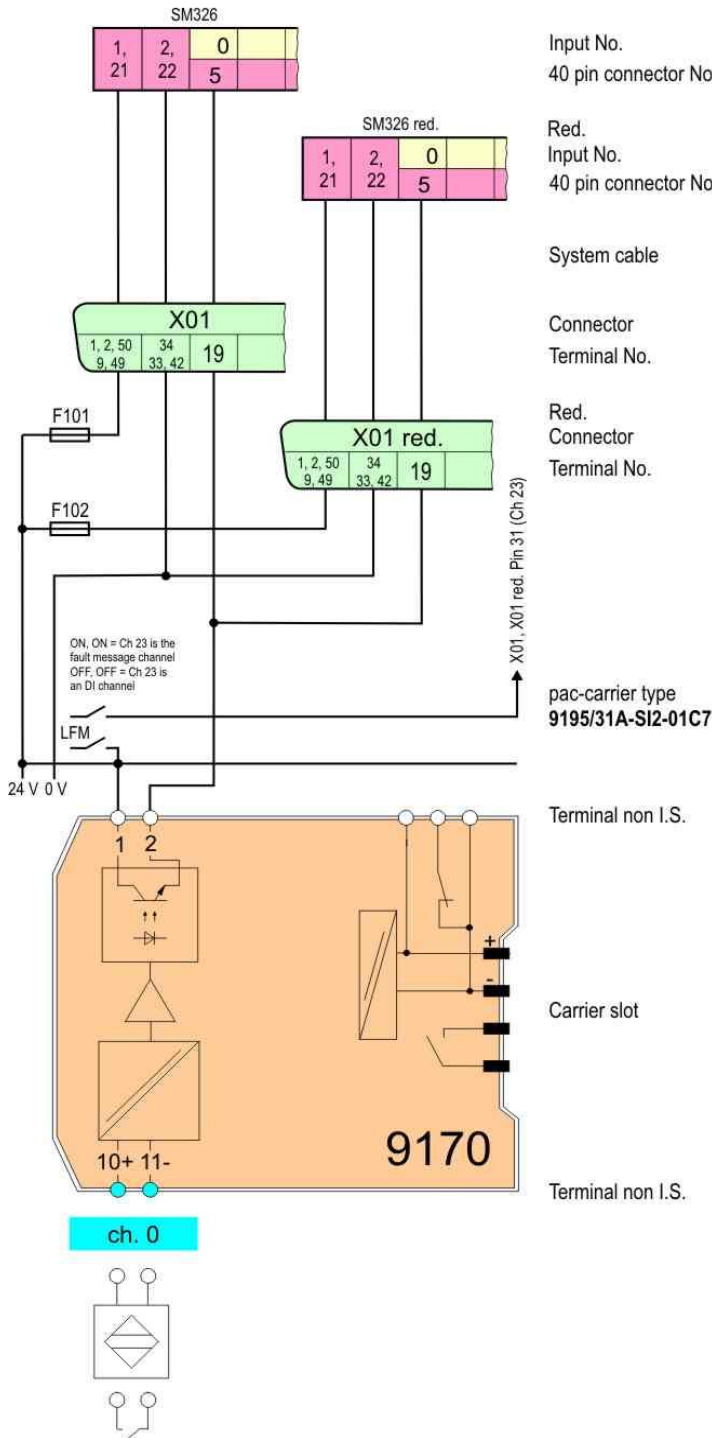 SM326
1, 2, 0
21 22 5
Input No.
40 pin connector No
SM326 red.
1, 2, 0
21 22 5
Red.
Input No.
40 pin connector No
System cable
X01
1, 2, 50 34 19
9, 49 33, 42
Connector
Terminal No.
F101
X01 red.
1, 2, 50 34 19
9, 49 33, 42
Red.
Connector
Terminal No.
F102
X01, X01 red. Pin 31 (Ch 23)
ON, ON = Ch 23 is the
fault message channel
OFF, OFF = Ch 23 is
an DI channel
LFM
pac-carrier type
9195/31A-SI2-01C7
24 V 0 V
Terminal non I.S.
1 2
+
-
Carrier slot
9170
10+ 11-
Terminal non I.S.
ch. 0